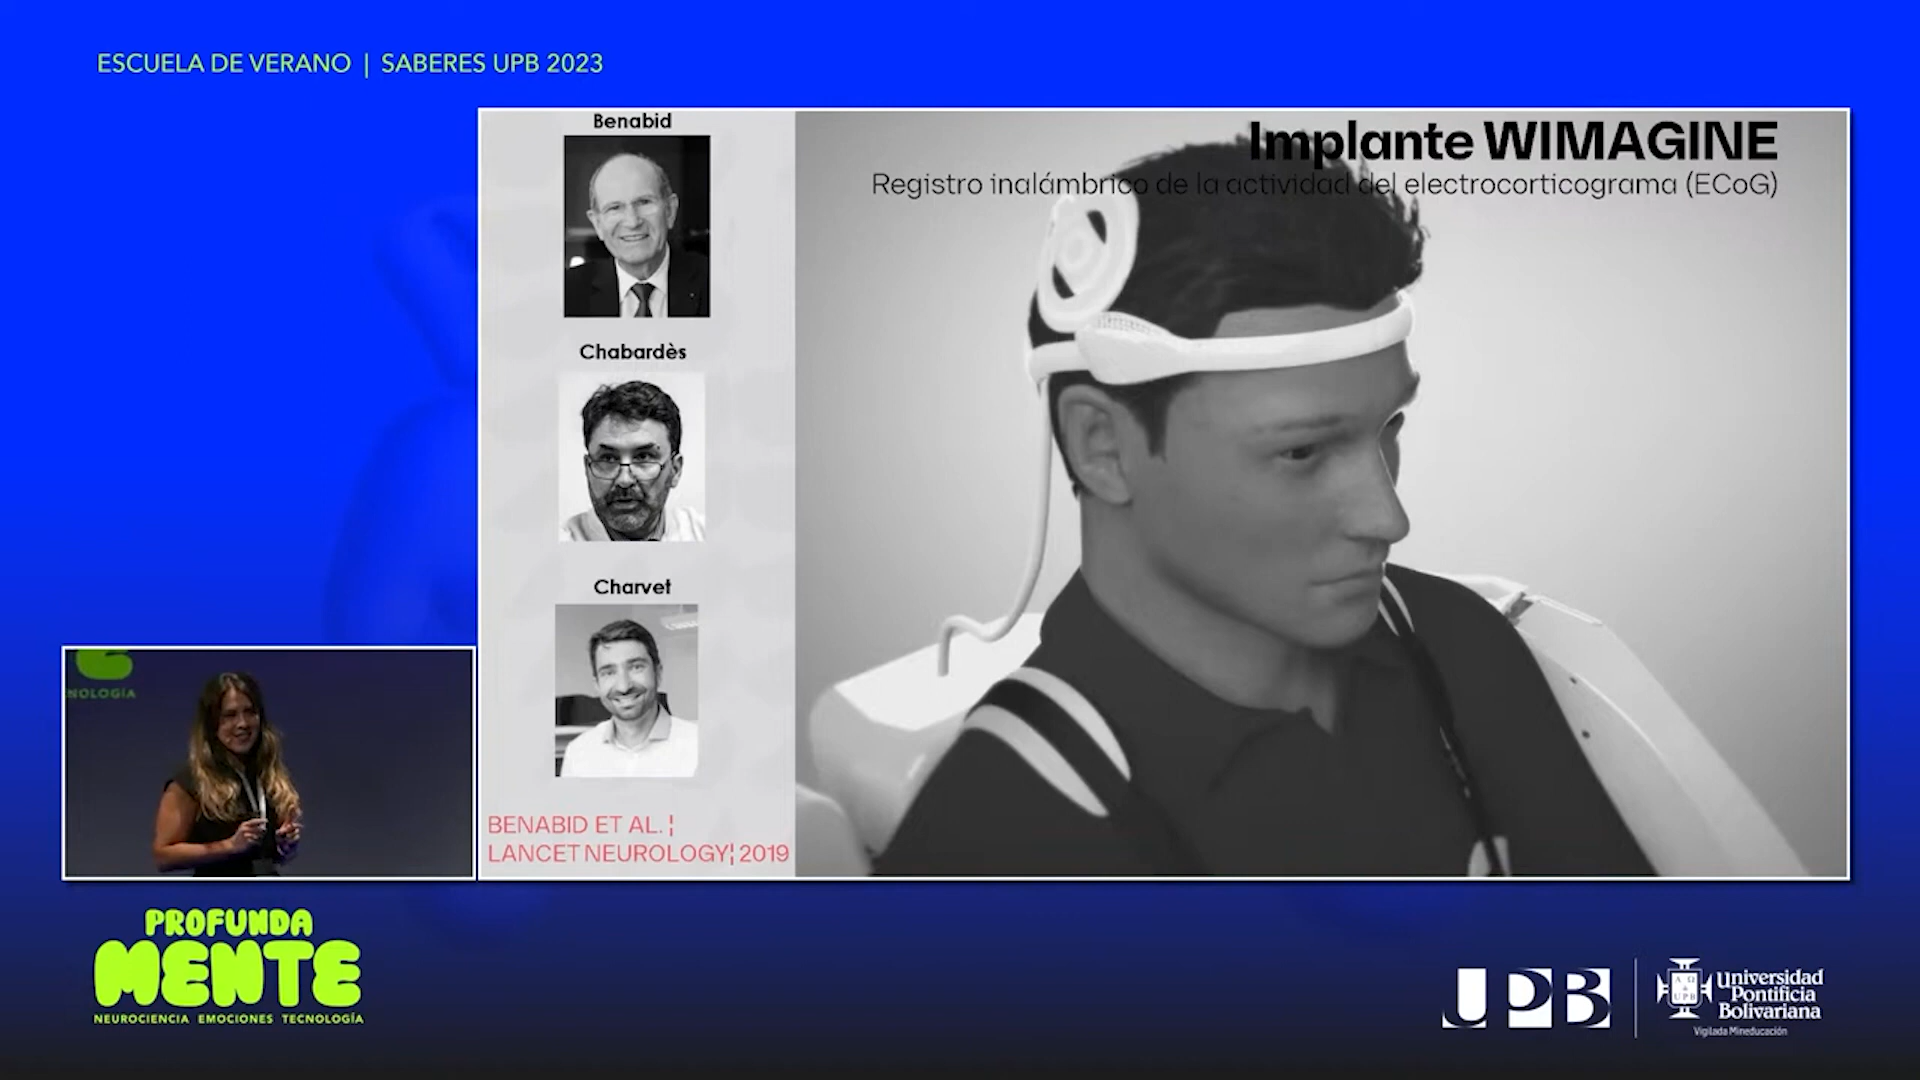 ESCUELA DE VERANO | SABERES UPB 2023
Benabid
Chabardès
Charvet
BENABID ET AL. ¦
LANCET NEUROLOGY¦ 2019
Implante WIMAGINE
Registro inalámbrico de la actividad del electrocorticograma (ECoG)
NOLOGÍA
PROFUNDA
MENTE
NEUROCIENCIA EMOCIONES TECNOLOGÍA
UPB
Universidad
Pontificia
Bolivariana
Vigilada Mineducación